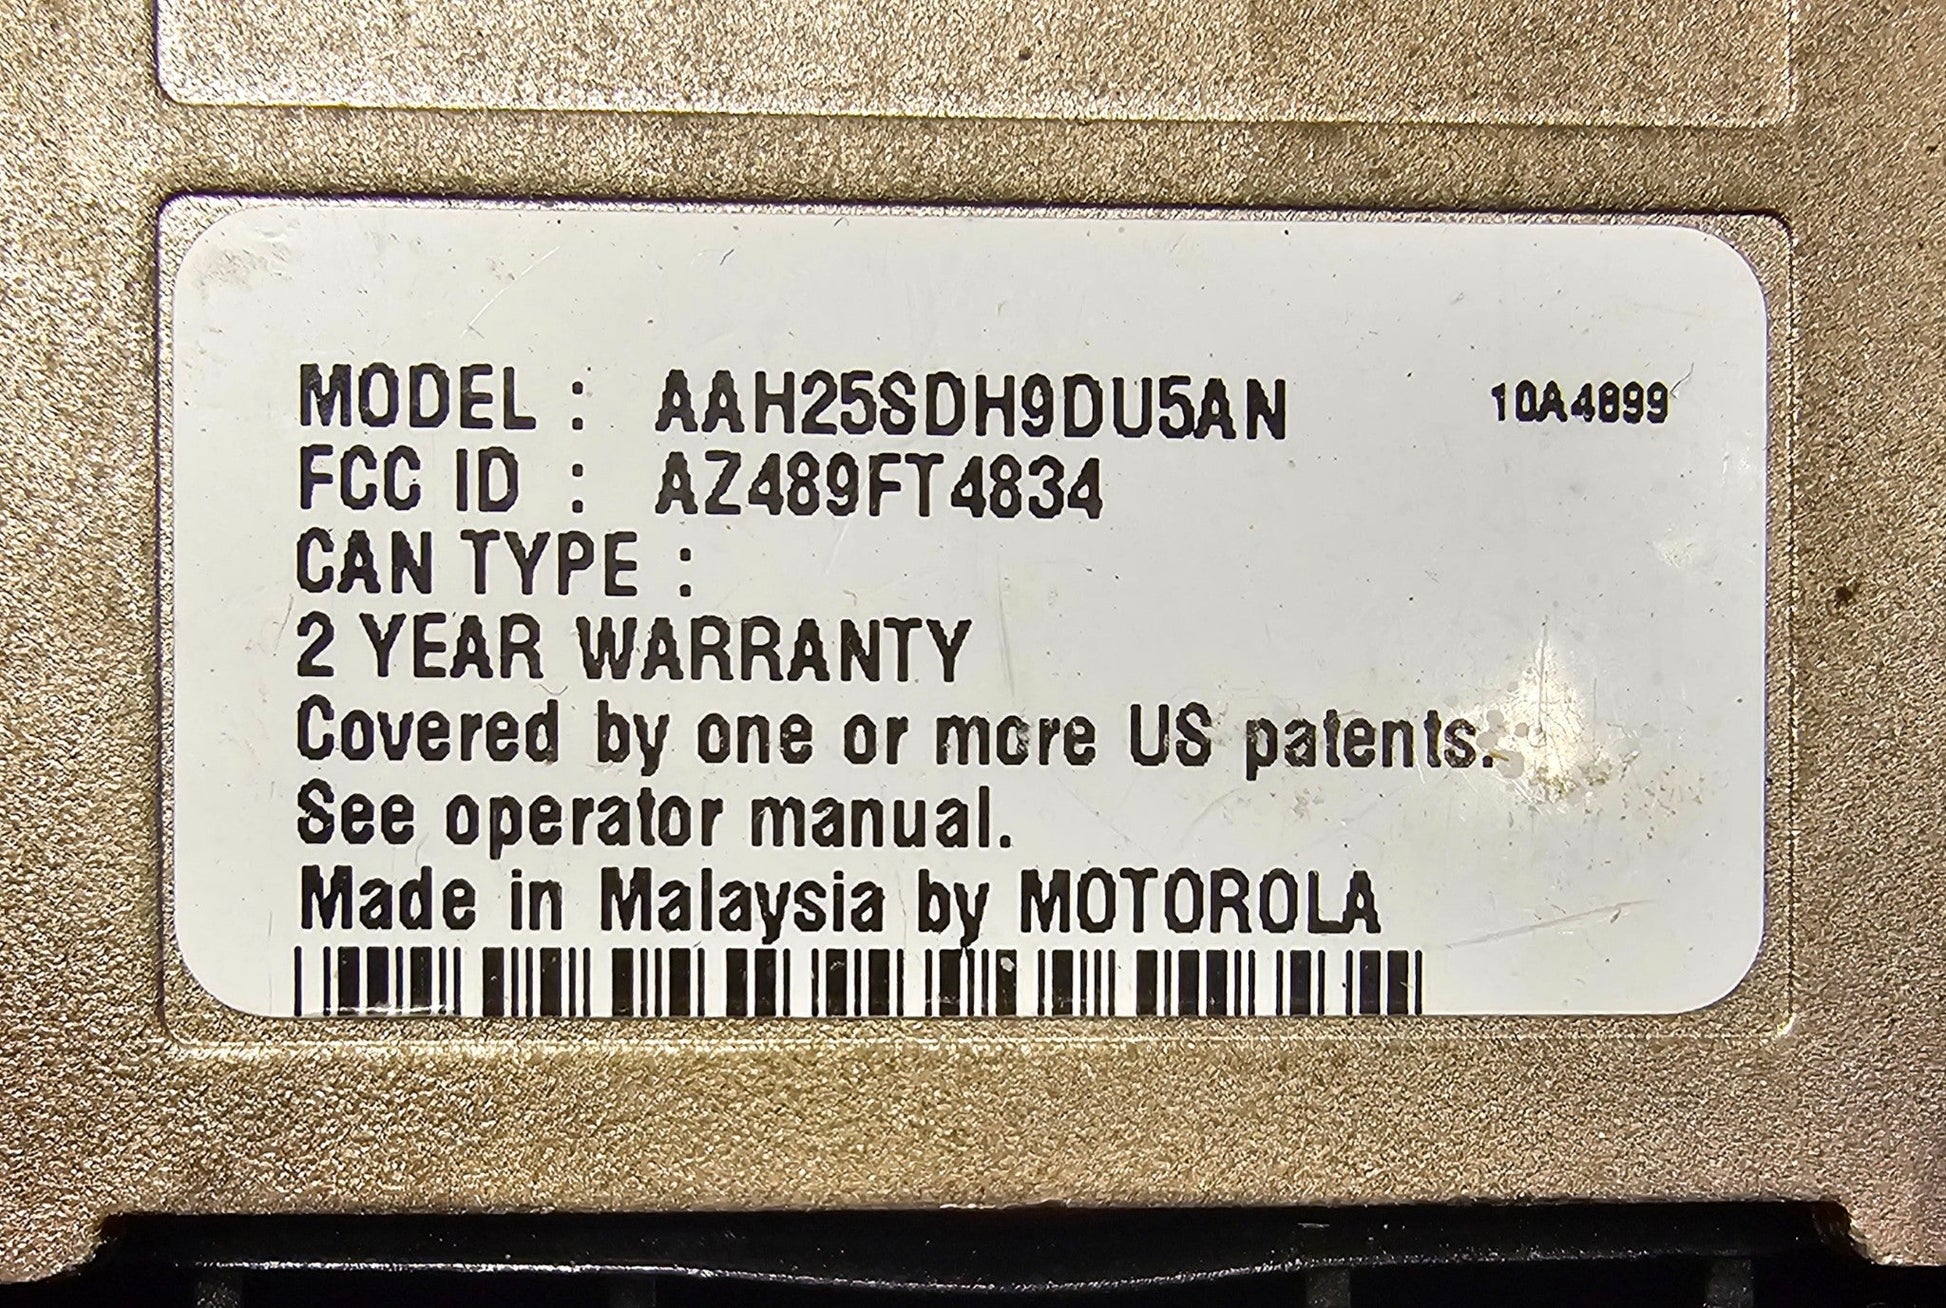 MODEL : AAH25SDH9DU5AN 10A4899
FCC ID : AZ489FT4834
CAN TYPE :
2 YEAR WARRANTY
Covered by one or more US patents.
See operator manual.
Made in Malaysia by MOTOROLA